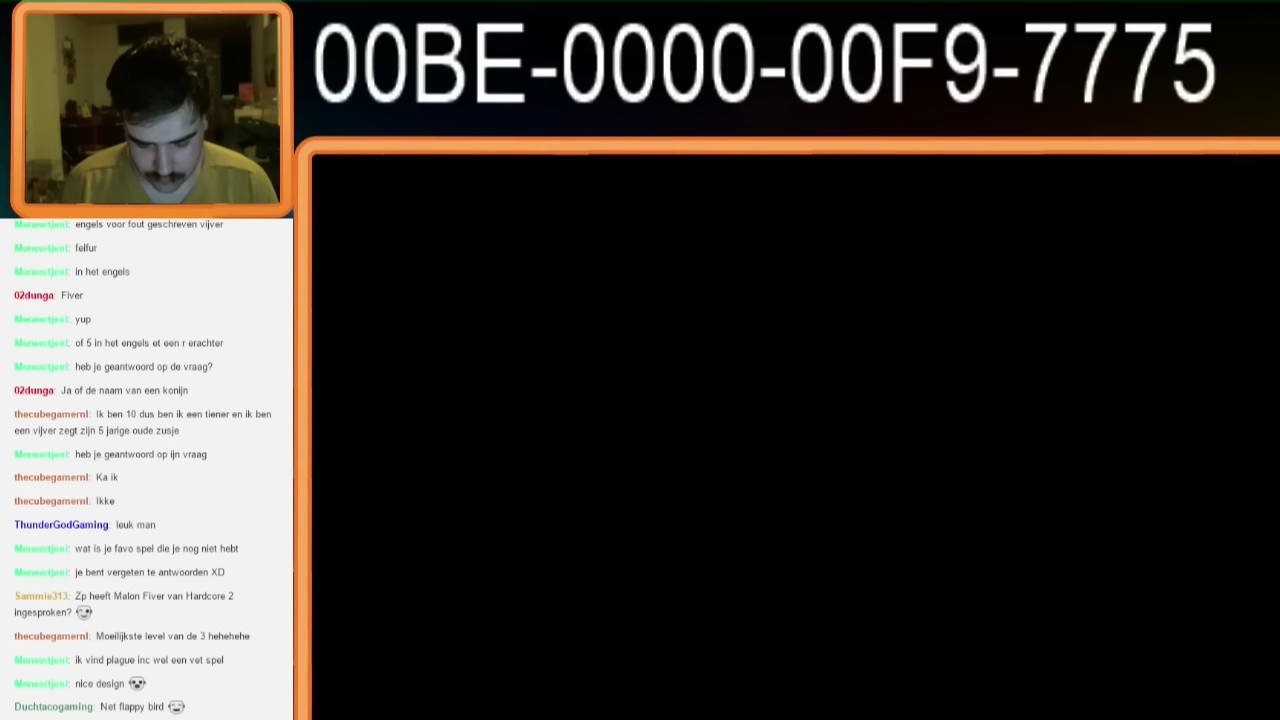 00BE-0000-00F9-7775
engels voor fout geschreven vijver
feifur
in het engels
02dunga: Fiver
yup
of 5 in het engels et een r erachter
heb je geantwoord op de vraag?
02dunga: Ja of de naam van een konijn
thecubegamernl: Ik ben 10 dus ben ik een tiener en ik ben
een vijver zegt zijn 5 jarige oude zusje
heb je geantwoord op ijn vraag
thecubegamernl: Ka ik
thecubegamernl: Ikke
ThunderGodGaming: leuk man
wat is je favo spel die je nog niet hebt
je bent vergeten te antwoorden XD
Sammie313: Zp heeft Malon Fiver van Hardcore 2
ingesproken?
thecubegamernl: Moeilijkste level van de 3 hehehehe
ik vind plague inc wel een vet spel
nice design
Duchtacogaming: Net flappy bird